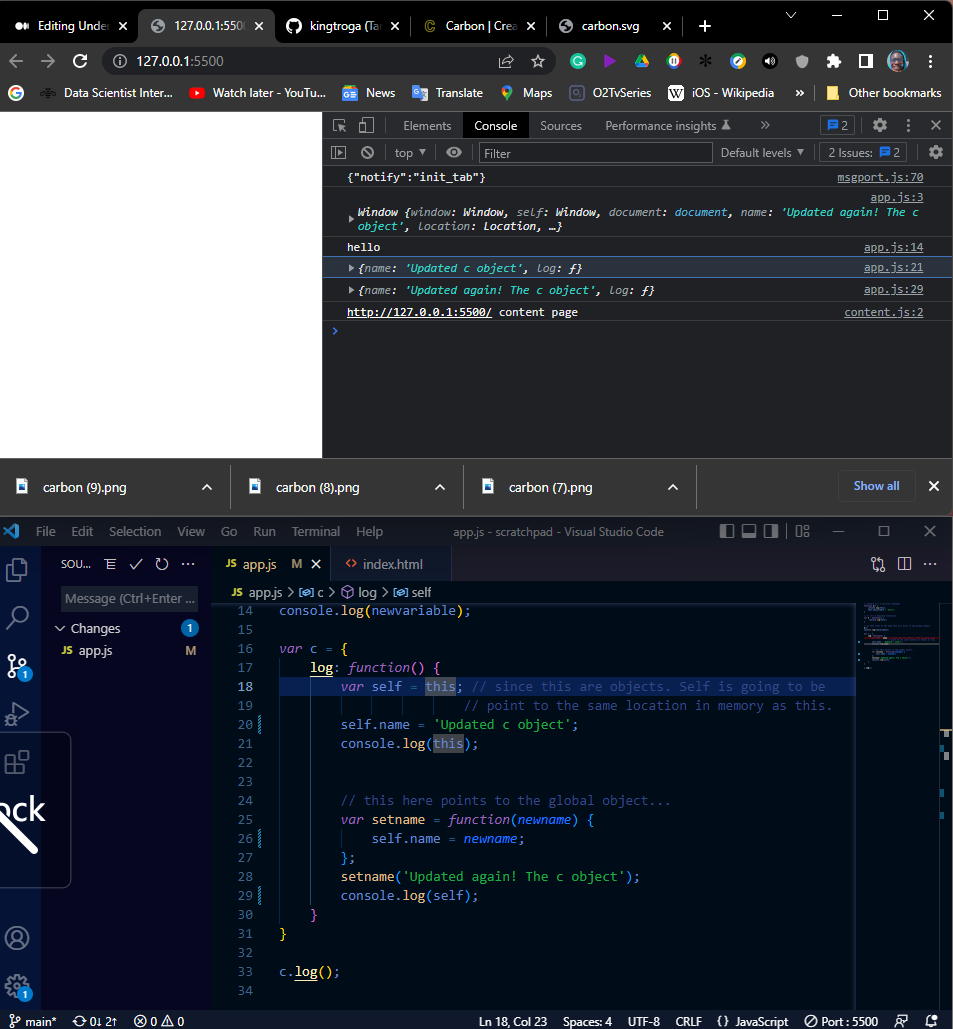 Editing Unde
127.0.0.1:5500
kingtroga (Ta
Carbon | Crea
carbon.svg
127.0.0.1:5500
Data Scientist Inter...
Watch later - YouTu...
News
Translate
Maps
O2TvSeries
iOS - Wikipedia
»
Other bookmarks
Elements
Console
Sources
Performance insights
»
2
top
Filter
Default levels
2 Issues:
2
{"notify":"init_tab"}
msgport.js:70
app.js:3
Window {window: Window, self: Window, document: document, name: 'Updated again! The c
object', location: Location, …}
hello
app.js:14
{name: 'Updated c object', log: ƒ}
app.js:21
{name: 'Updated again! The c object', log: ƒ}
app.js:29
http://127.0.0.1:5500/ content page
content.js:2
carbon (9).png
carbon (8).png
carbon (7).png
Show all
File Edit Selection View Go Run Terminal Help
app.js - scratchpad - Visual Studio Code
SOU...
JS app.js M
<> index.html
JS app.js > c > log > self
Message (Ctrl+Enter ...
Changes
1
JS app.js M
1
ock
1
14 console.log(newvariable);
15
16 var c = {
17 log: function() {
18 var self = this; // since this are objects. Self is going to be
19 // point to the same location in memory as this.
20 self.name = 'Updated c object';
21 console.log(this);
22
23
24 // this here points to the global object...
25 var setname = function(newname) {
26 self.name = newname;
27 };
28 setname('Updated again! The c object');
29 console.log(self);
30 }
31 }
32
33 c.log();
34
main*
0↓ 2↑
0
0
Ln 18, Col 23
Spaces: 4
UTF-8
CRLF
{} JavaScript
Port : 5500